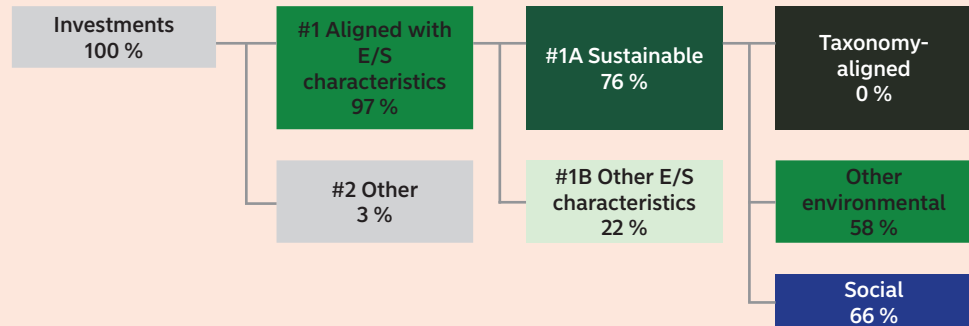 Investments
100 %
#1 Aligned with
E/S
characteristics
97 %
#1A Sustainable
76 %
Taxonomy-
aligned
0 %
#2 Other
3 %
#1B Other E/S
characteristics
22 %
Other
environmental
58 %
Social
66 %